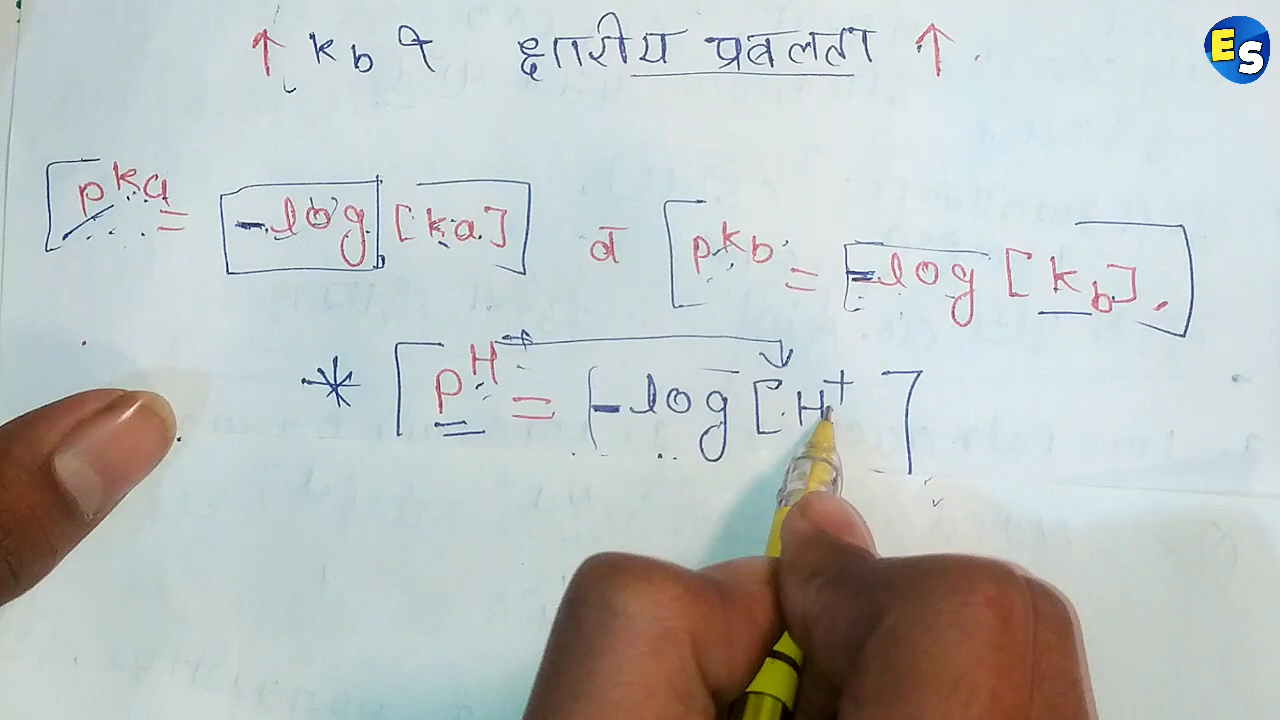 ↑ Kb व क्षारीय प्रबलता ↑.
pKa = -log [Ka] व pKb = -log [Kb].
* pH = -log [H+]
ES